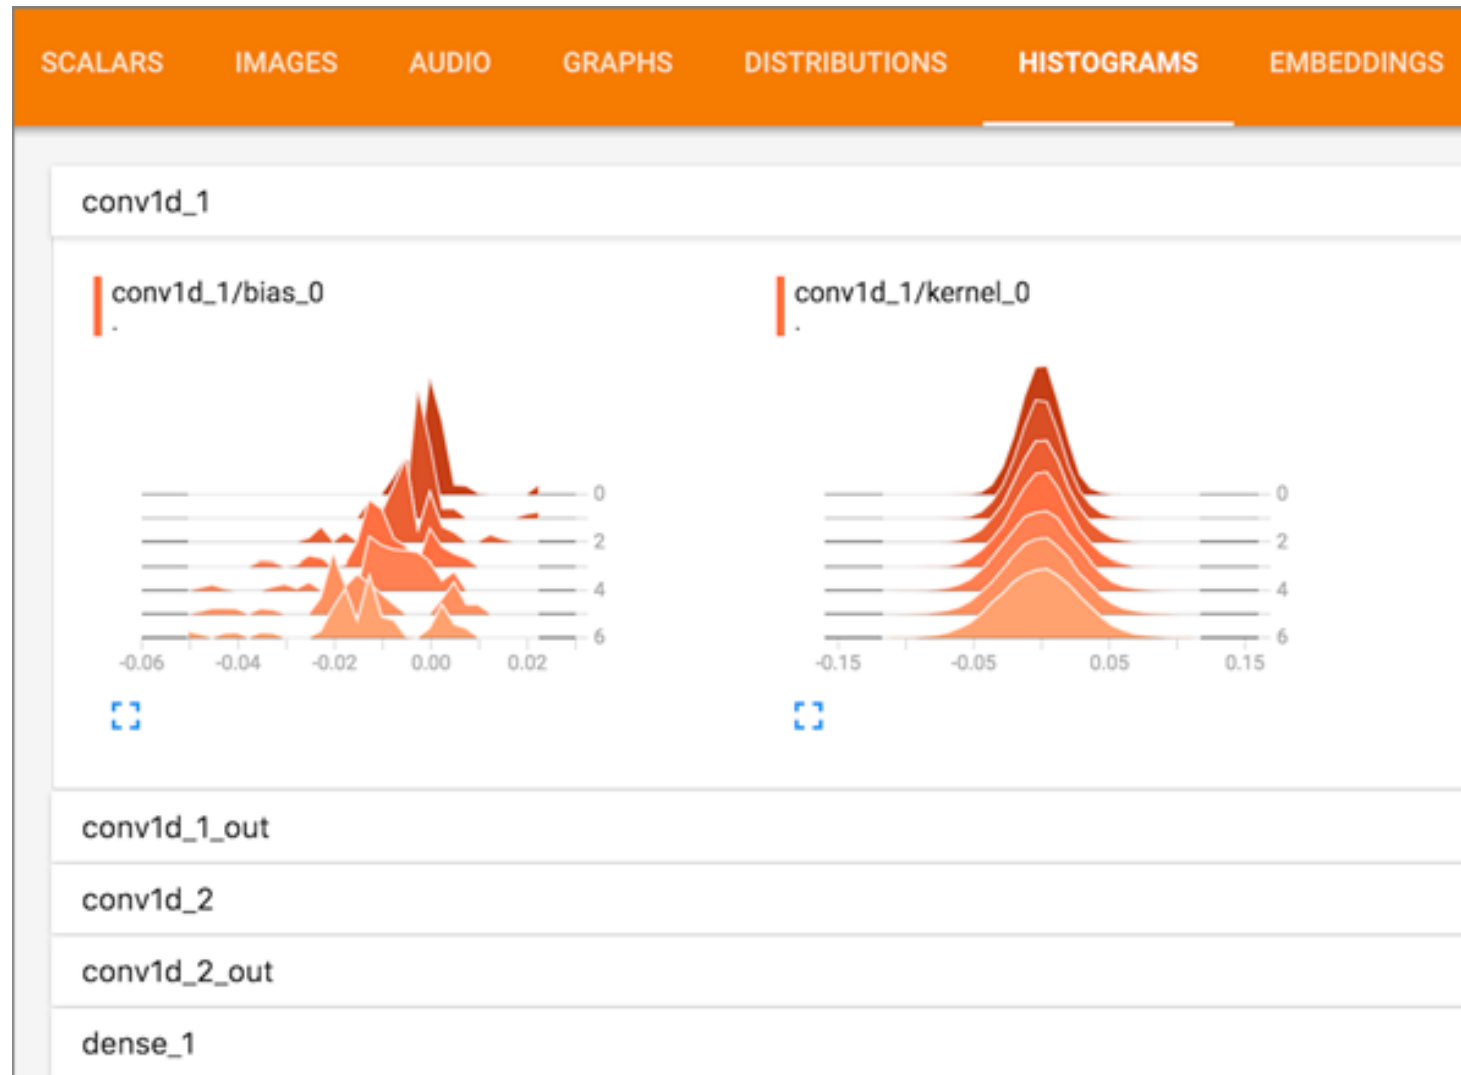 SCALARS IMAGES AUDIO GRAPHS DISTRIBUTIONS HISTOGRAMS EMBEDDINGS
conv1d_1
conv1d_1/bias_0 conv1d_1/kernel_0
. .
0 0
2 2
4 4
6 6
-0.06 -0.04 -0.02 0.00 0.02 -0.15 -0.05 0.05 0.15
conv1d_1_out
conv1d_2
conv1d_2_out
dense_1